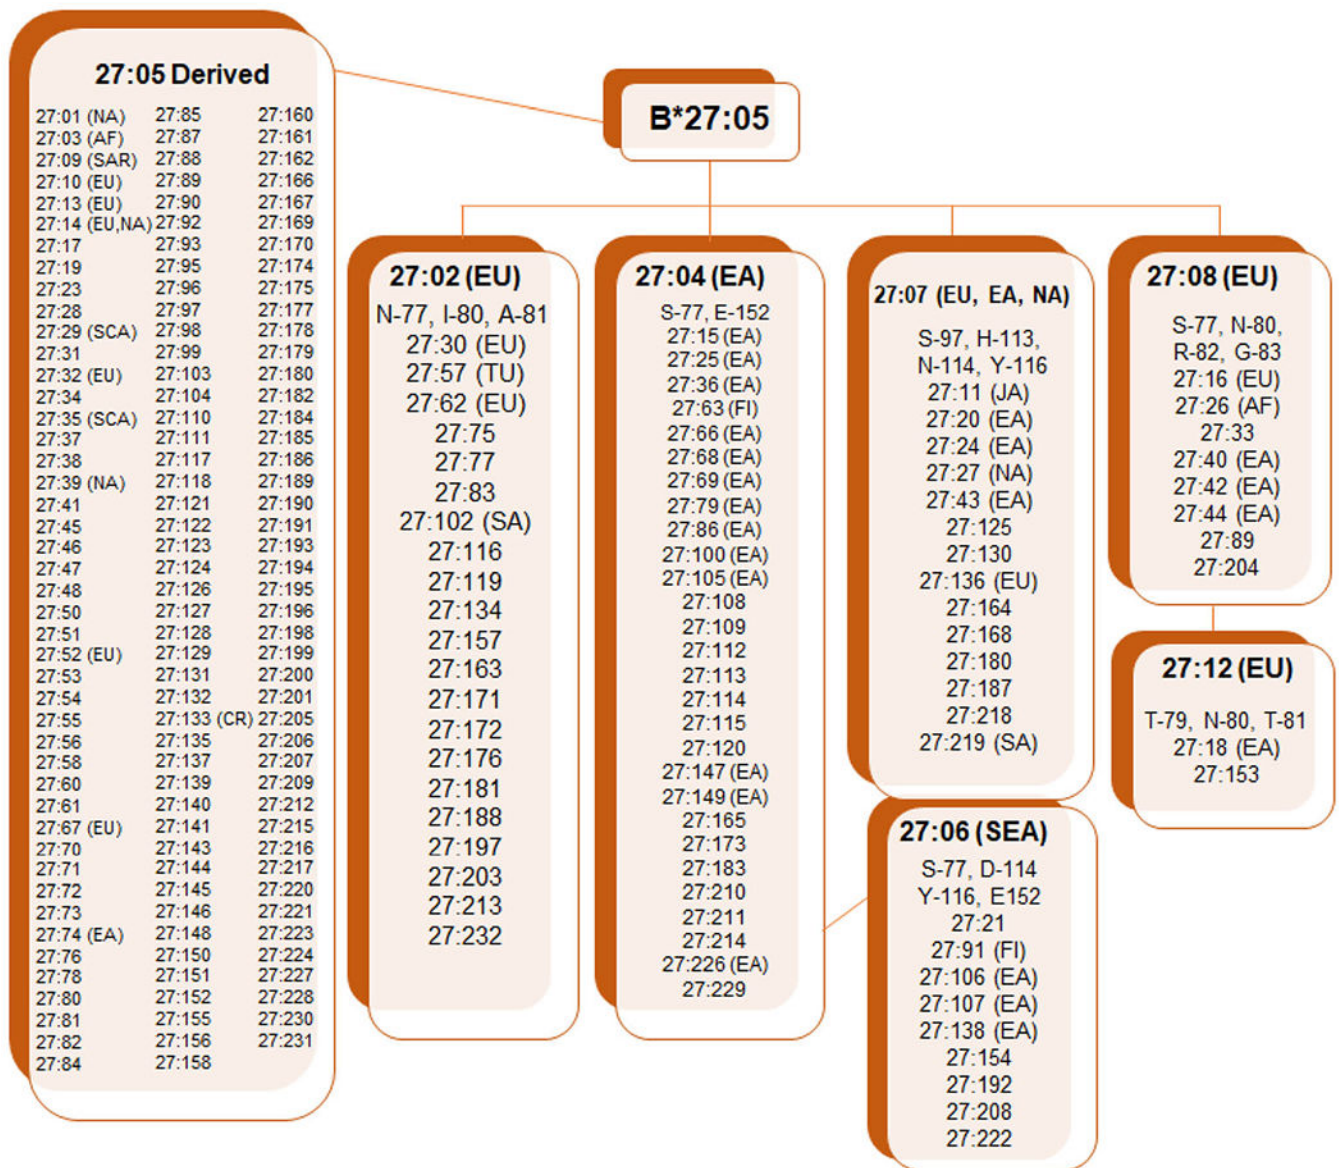 27:05 Derived
27:01 (NA)
27:03 (AF)
27:09 (SAR)
27:10 (EU)
27:13 (EU)
27:14 (EU,NA)
27:17
27:19
27:23
27:28
27:29 (SCA)
27:31
27:32 (EU)
27:34
27:35 (SCA)
27:37
27:38
27:39 (NA)
27:41
27:45
27:46
27:47
27:48
27:50
27:51
27:52 (EU)
27:53
27:54
27:55
27:56
27:58
27:60
27:61
27:67 (EU)
27:70
27:71
27:72
27:73
27:74 (EA)
27:76
27:78
27:80
27:81
27:82
27:84
27:85
27:87
27:88
27:89
27:90
27:92
27:93
27:95
27:96
27:97
27:98
27:99
27:103
27:104
27:110
27:111
27:117
27:118
27:121
27:122
27:123
27:124
27:126
27:127
27:128
27:129
27:131
27:132
27:133 (CR)
27:135
27:137
27:139
27:140
27:141
27:143
27:144
27:145
27:146
27:148
27:150
27:151
27:152
27:155
27:156
27:158
27:160
27:161
27:162
27:166
27:167
27:169
27:170
27:174
27:175
27:177
27:178
27:179
27:180
27:182
27:184
27:185
27:186
27:189
27:190
27:191
27:193
27:194
27:195
27:196
27:198
27:199
27:200
27:201
27:205
27:206
27:207
27:209
27:212
27:215
27:216
27:217
27:220
27:221
27:223
27:224
27:227
27:228
27:230
27:231
B*27:05
27:02 (EU)
N-77, I-80, A-81
27:30 (EU)
27:57 (TU)
27:62 (EU)
27:75
27:77
27:83
27:102 (SA)
27:116
27:119
27:134
27:157
27:163
27:171
27:172
27:176
27:181
27:188
27:197
27:203
27:213
27:232
27:04 (EA)
S-77, E-152
27:15 (EA)
27:25 (EA)
27:36 (EA)
27:63 (FI)
27:66 (EA)
27:68 (EA)
27:69 (EA)
27:79 (EA)
27:86 (EA)
27:100 (EA)
27:105 (EA)
27:108
27:109
27:112
27:113
27:114
27:115
27:120
27:147 (EA)
27:149 (EA)
27:165
27:173
27:183
27:210
27:211
27:214
27:226 (EA)
27:229
27:07 (EU, EA, NA)
S-97, H-113,
N-114, Y-116
27:11 (JA)
27:20 (EA)
27:24 (EA)
27:27 (NA)
27:43 (EA)
27:125
27:130
27:136 (EU)
27:164
27:168
27:180
27:187
27:218
27:219 (SA)
27:06 (SEA)
S-77, D-114
Y-116, E152
27:21
27:91 (FI)
27:106 (EA)
27:107 (EA)
27:138 (EA)
27:154
27:192
27:208
27:222
27:08 (EU)
S-77, N-80,
R-82, G-83
27:16 (EU)
27:26 (AF)
27:33
27:40 (EA)
27:42 (EA)
27:44 (EA)
27:89
27:204
27:12 (EU)
T-79, N-80, T-81
27:18 (EA)
27:153